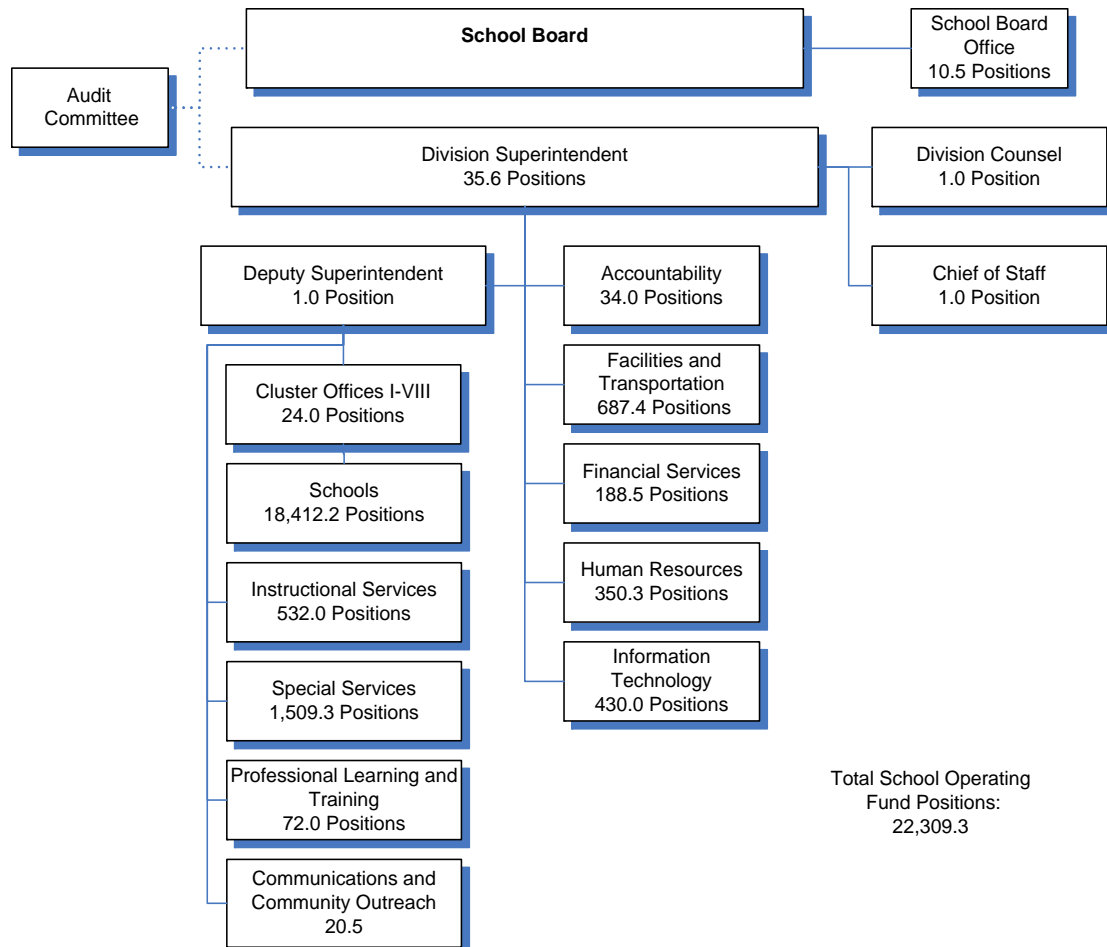 School Board
School Board
Office
10.5 Positions
Audit
Committee
Division Superintendent
35.6 Positions
Division Counsel
1.0 Position
Deputy Superintendent
1.0 Position
Accountability
34.0 Positions
Chief of Staff
1.0 Position
Cluster Offices I-VIII
24.0 Positions
Facilities and
Transportation
687.4 Positions
Schools
18,412.2 Positions
Financial Services
188.5 Positions
Instructional Services
532.0 Positions
Human Resources
350.3 Positions
Special Services
1,509.3 Positions
Information
Technology
430.0 Positions
Professional Learning and
Training
72.0 Positions
Total School Operating
Fund Positions:
22,309.3
Communications and
Community Outreach
20.5